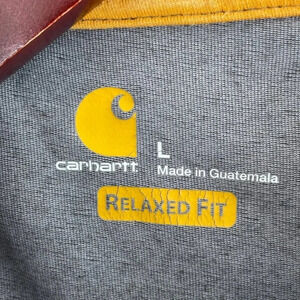 carhartt
L
Made in Guatemala
RELAXED FIT